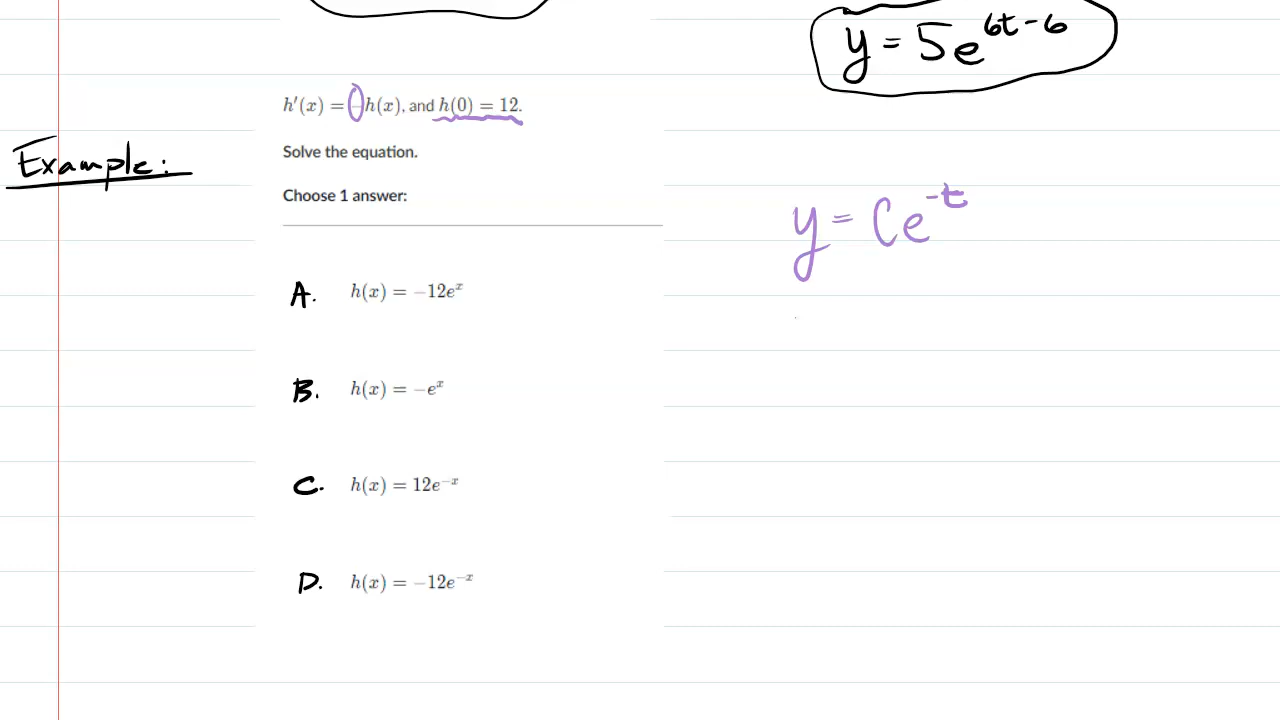 y = 5e^{6t-6}
h′(x) = −h(x), and h(0) = 12.
Example:
Solve the equation.
Choose 1 answer:
y = Ce^{-t}
A. h(x) = −12e^{x}
B. h(x) = −e^{x}
C. h(x) = 12e^{−x}
D. h(x) = −12e^{−x}